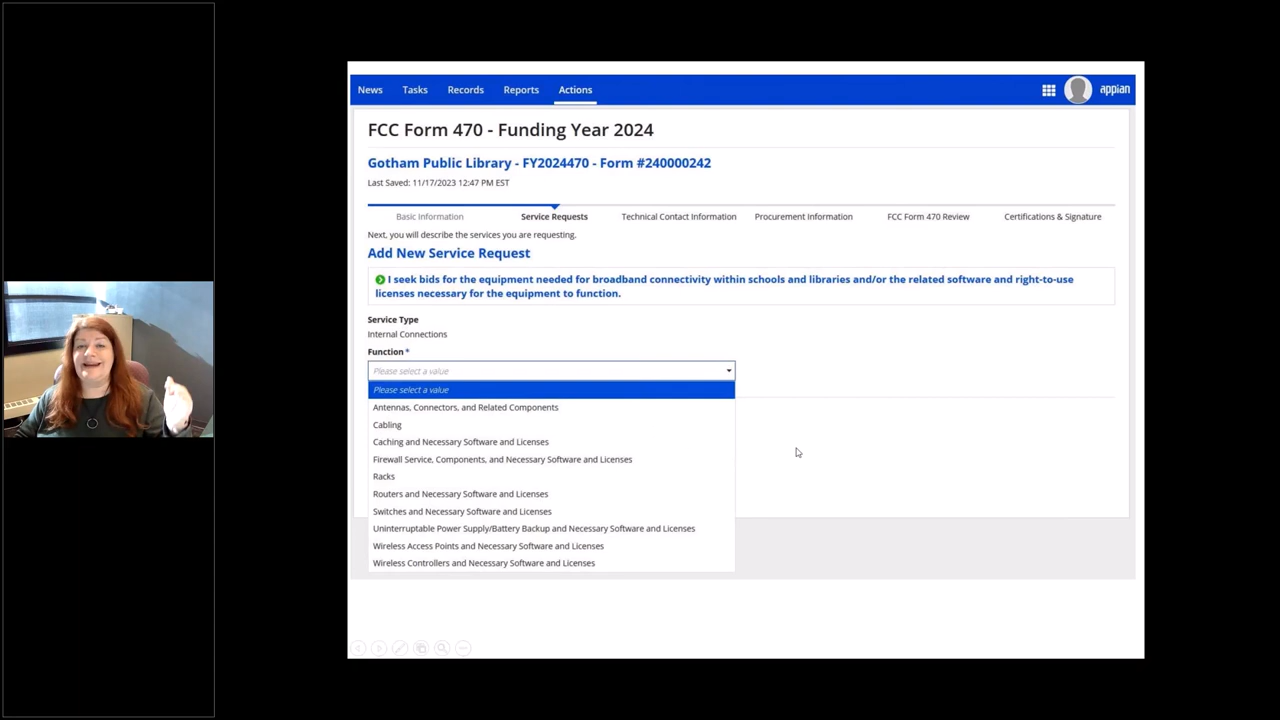 News Tasks Records Reports Actions appian
FCC Form 470 - Funding Year 2024
Gotham Public Library - FY2024470 - Form #240000242
Last Saved: 11/17/2023 12:47 PM EST
Basic Information Service Requests Technical Contact Information Procurement Information FCC Form 470 Review Certifications & Signature
Next, you will describe the services you are requesting.
Add New Service Request
I seek bids for the equipment needed for broadband connectivity within schools and libraries and/or the related software and right-to-use
licenses necessary for the equipment to function.
Service Type
Internal Connections
Function *
Please select a value
Please select a value
Antennas, Connectors, and Related Components
Cabling
Caching and Necessary Software and Licenses
Firewall Service, Components, and Necessary Software and Licenses
Racks
Routers and Necessary Software and Licenses
Switches and Necessary Software and Licenses
Uninterruptable Power Supply/Battery Backup and Necessary Software and Licenses
Wireless Access Points and Necessary Software and Licenses
Wireless Controllers and Necessary Software and Licenses